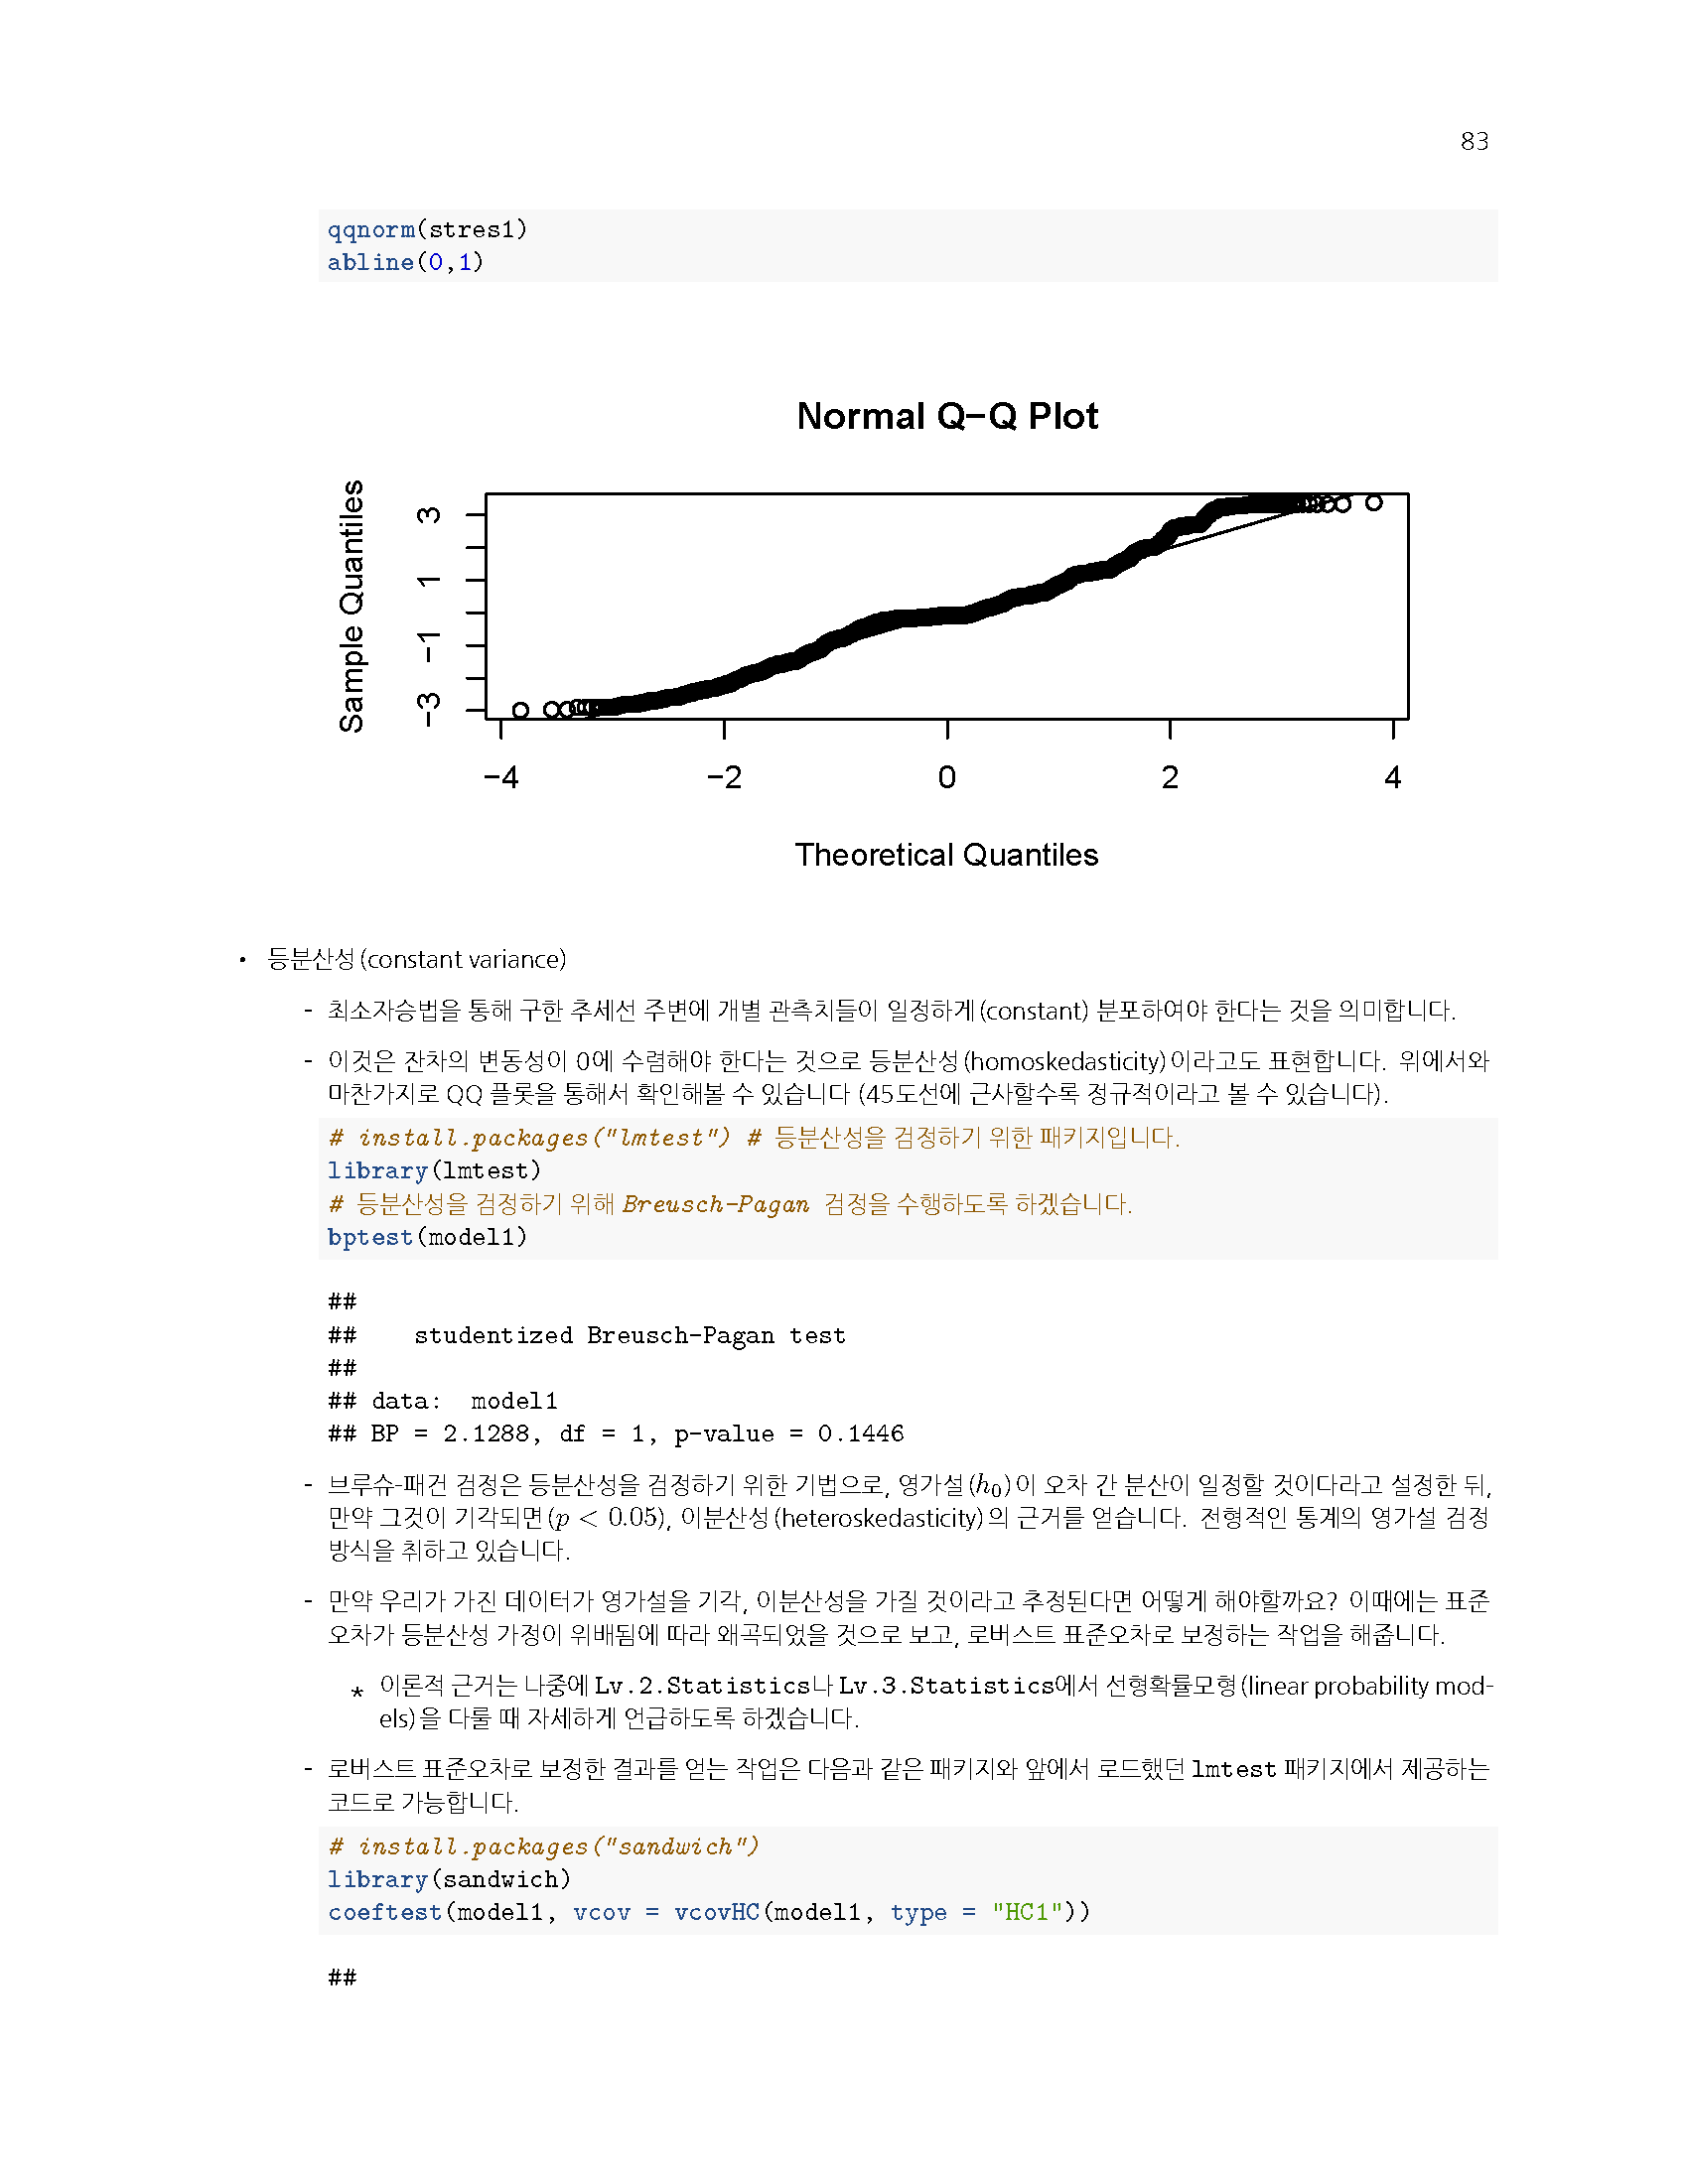 83
qqnorm(stres1)
abline(0,1)
Normal Q−Q Plot
Sample Quantiles
3
1
−1
−3
−4 −2 0 2 4
Theoretical Quantiles
• 등분산성(constant variance)
- 최소자승법을 통해 구한 추세선 주변에 개별 관측치들이 일정하게(constant) 분포하여야 한다는 것을 의미합니다.
- 이것은 잔차의 변동성이 0에 수렴해야 한다는 것으로 등분산성(homoskedasticity)이라고도 표현합니다. 위에서와
마찬가지로 QQ 플롯을 통해서 확인해볼 수 있습니다 (45도선에 근사할수록 정규적이라고 볼 수 있습니다).
# install.packages("lmtest") # 등분산성을 검정하기 위한 패키지입니다.
library(lmtest)
# 등분산성을 검정하기 위해 Breusch-Pagan 검정을 수행하도록 하겠습니다.
bptest(model1)
##
## studentized Breusch-Pagan test
##
## data: model1
## BP = 2.1288, df = 1, p-value = 0.1446
- 브루슈-패건 검정은 등분산성을 검정하기 위한 기법으로, 영가설(h₀)이 오차 간 분산이 일정할 것이다라고 설정한 뒤,
만약 그것이 기각되면(p < 0.05), 이분산성(heteroskedasticity)의 근거를 얻습니다. 전형적인 통계의 영가설 검정
방식을 취하고 있습니다.
- 만약 우리가 가진 데이터가 영가설을 기각, 이분산성을 가질 것이라고 추정된다면 어떻게 해야할까요? 이때에는 표준
오차가 등분산성 가정이 위배됨에 따라 왜곡되었을 것으로 보고, 로버스트 표준오차로 보정하는 작업을 해줍니다.
* 이론적 근거는 나중에 Lv.2.Statistics나 Lv.3.Statistics에서 선형확률모형(linear probability mod-
els)을 다룰 때 자세하게 언급하도록 하겠습니다.
- 로버스트 표준오차로 보정한 결과를 얻는 작업은 다음과 같은 패키지와 앞에서 로드했던 lmtest 패키지에서 제공하는
코드로 가능합니다.
# install.packages("sandwich")
library(sandwich)
coeftest(model1, vcov = vcovHC(model1, type = "HC1"))
##